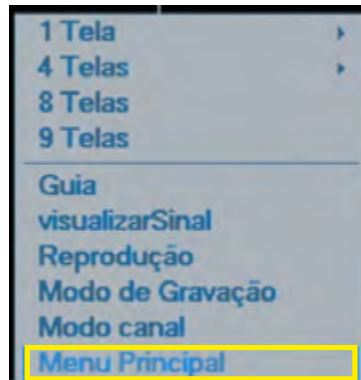 1 Tela
4 Telas
8 Telas
9 Telas
Guia
visualizarSinal
Reprodução
Modo de Gravação
Modo canal
Menu Principal